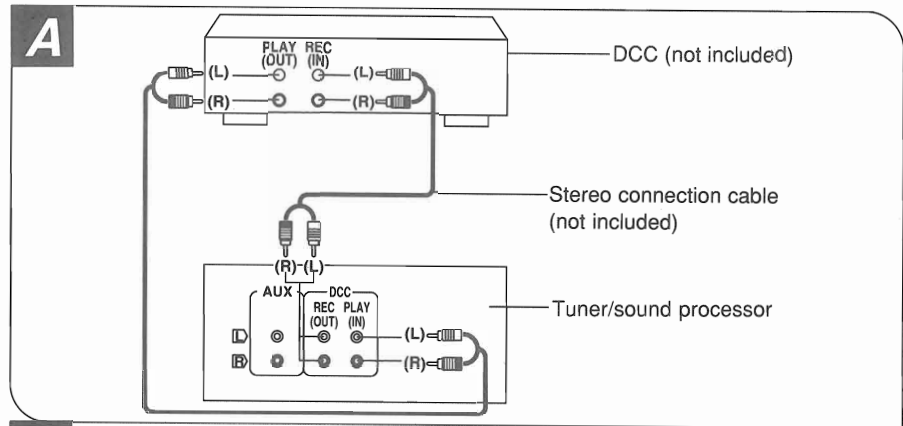 A
PLAY REC
(OUT) (IN)
(L) (L)
(R) (R)
DCC (not included)
Stereo connection cable
(not included)
(R) (L)
AUX DCC
REC PLAY
(OUT) (IN)
L (L)
R (R)
Tuner/sound processor